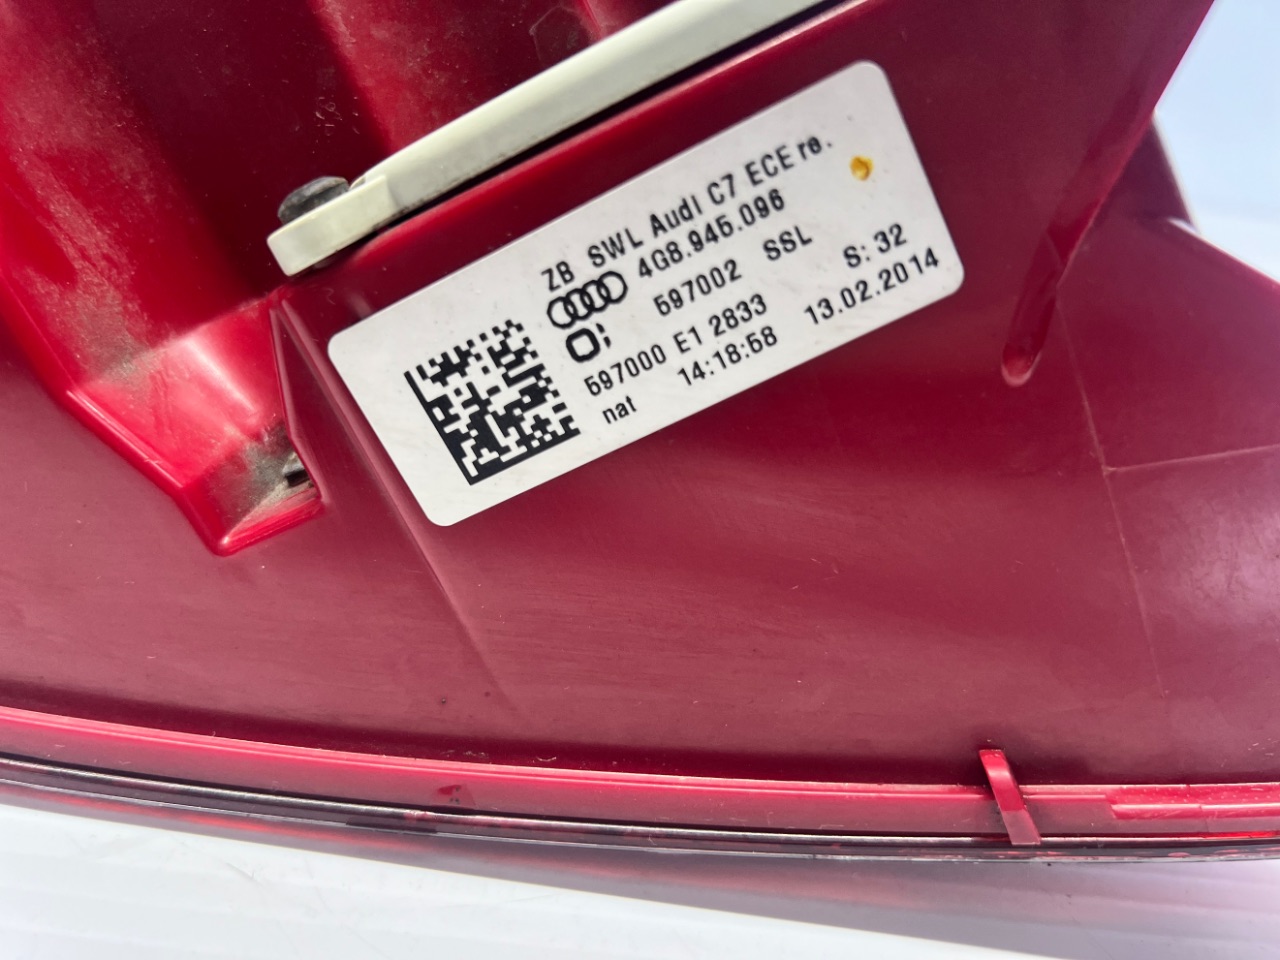 ZB SWL Audi C7 ECE re.
4G8.945.096
597002 SSL
597000 E1 2833 S: 32
nat 14:18:58 13.02.2014